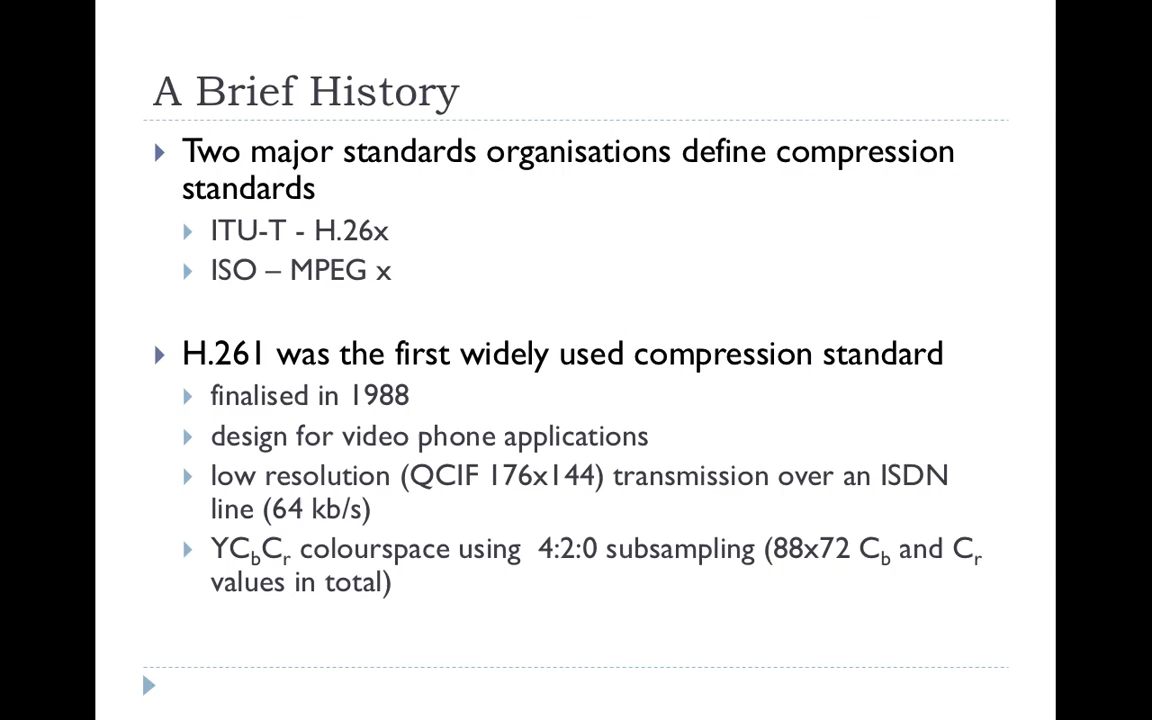 A Brief History
Two major standards organisations define compression
standards
ITU-T - H.26x
ISO – MPEG x
H.261 was the first widely used compression standard
finalised in 1988
design for video phone applications
low resolution (QCIF 176x144) transmission over an ISDN
line (64 kb/s)
YCbCr colourspace using  4:2:0 subsampling (88x72 Cb and Cr
values in total)